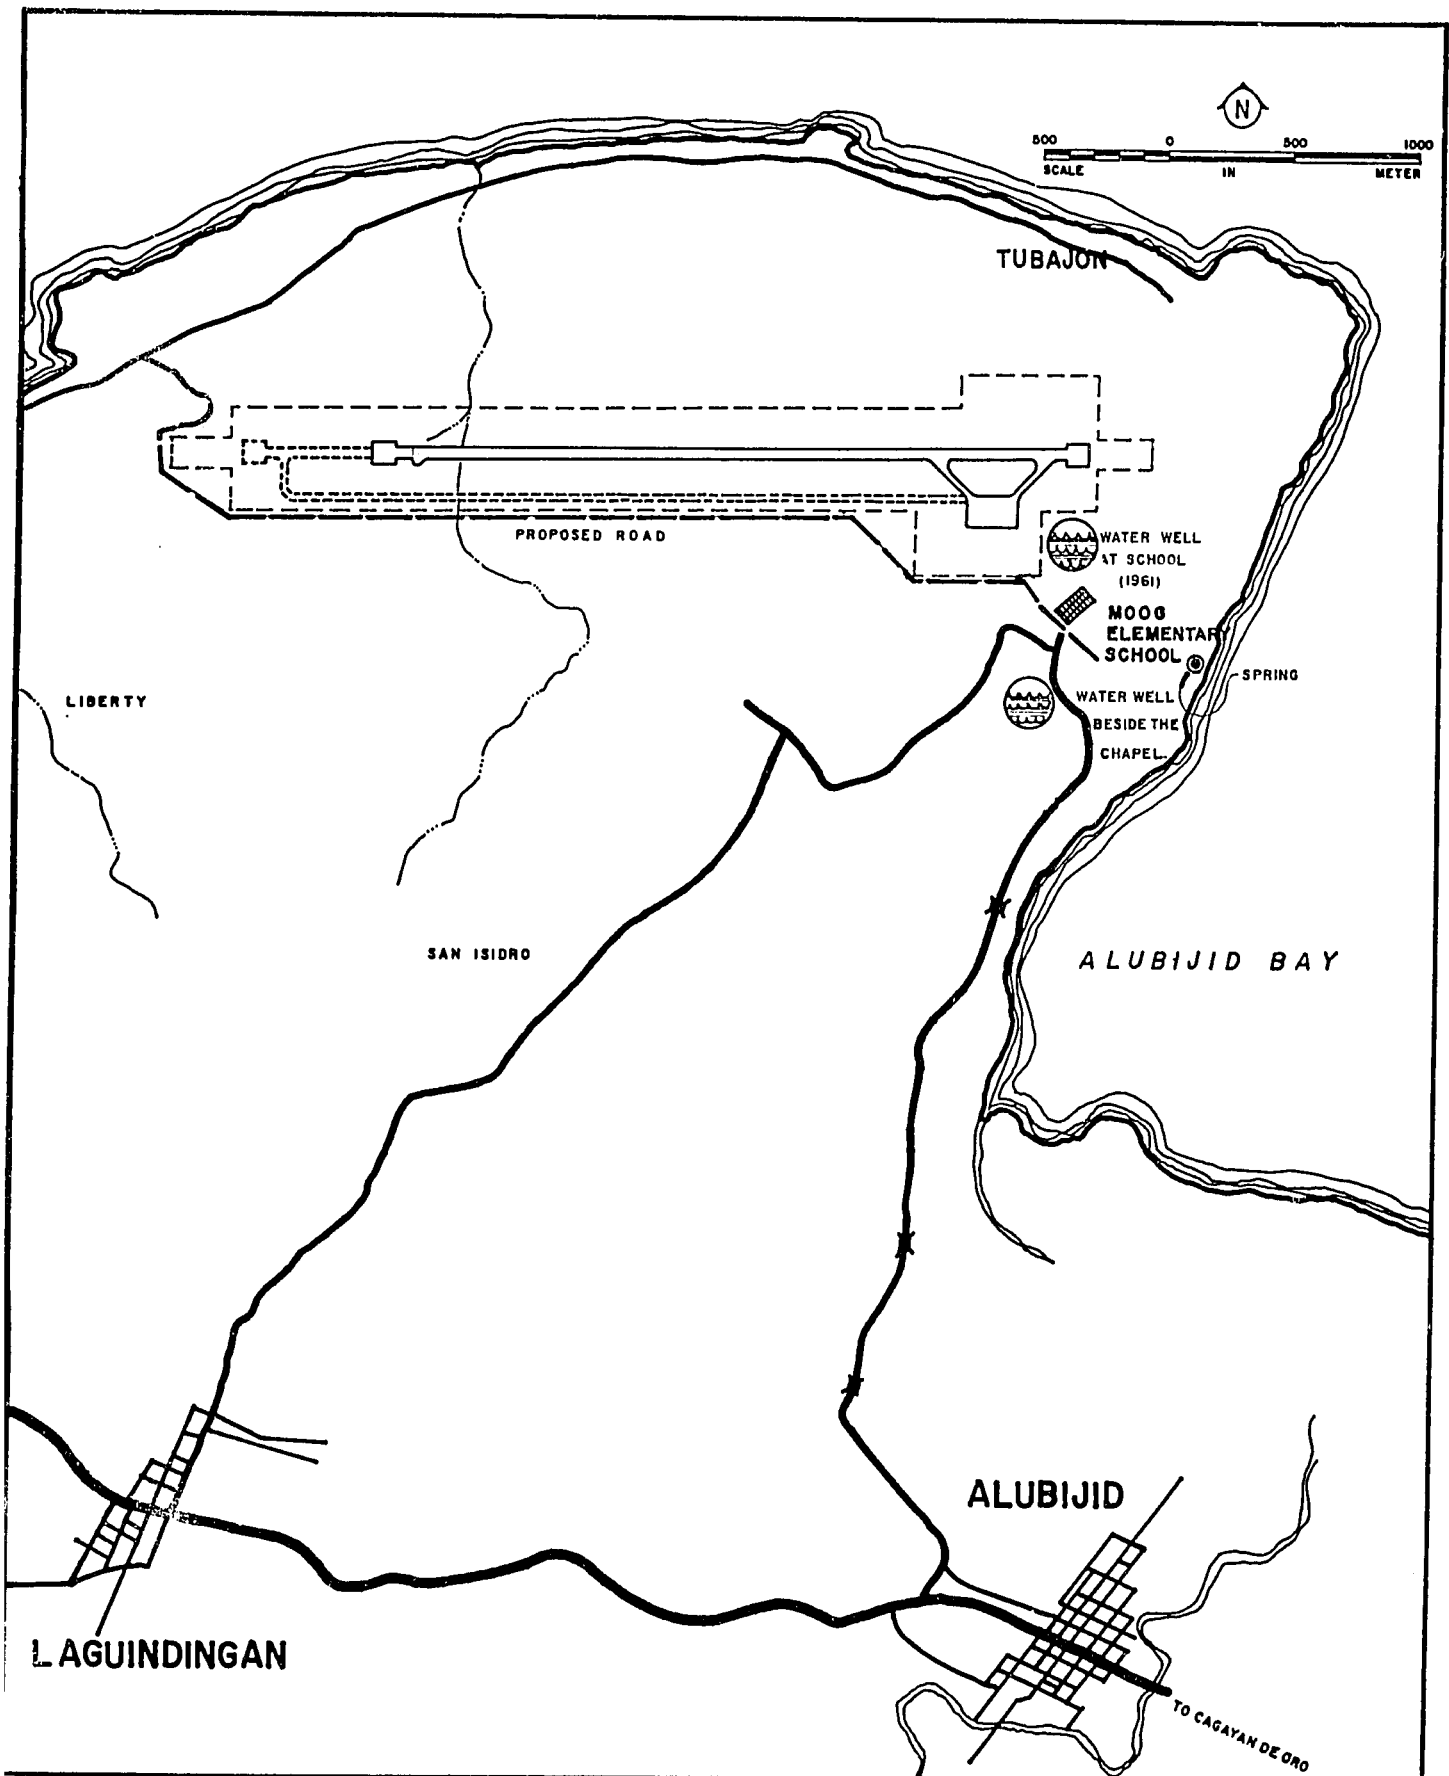 N
500 0 500 1000
SCALE IN METER
TUBAJON
PROPOSED ROAD
WATER WELL
AT SCHOOL
(1961)
MOOG
ELEMENTARY
SCHOOL
SPRING
LIBERTY
WATER WELL
BESIDE THE
CHAPEL.
SAN ISIDRO
ALUBIJID BAY
ALUBIJID
LAGUINDINGAN
TO CAGAYAN DE ORO